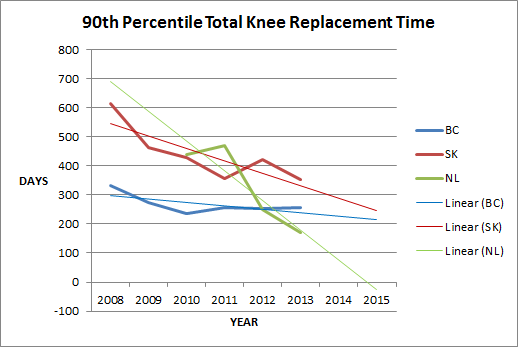 90th Percentile Total Knee Replacement Time
800
700
600
500
400
300
200
100
0
-100
DAYS
2008 2009 2010 2011 2012 2013 2014 2015
YEAR
BC
SK
NL
Linear (BC)
Linear (SK)
Linear (NL)